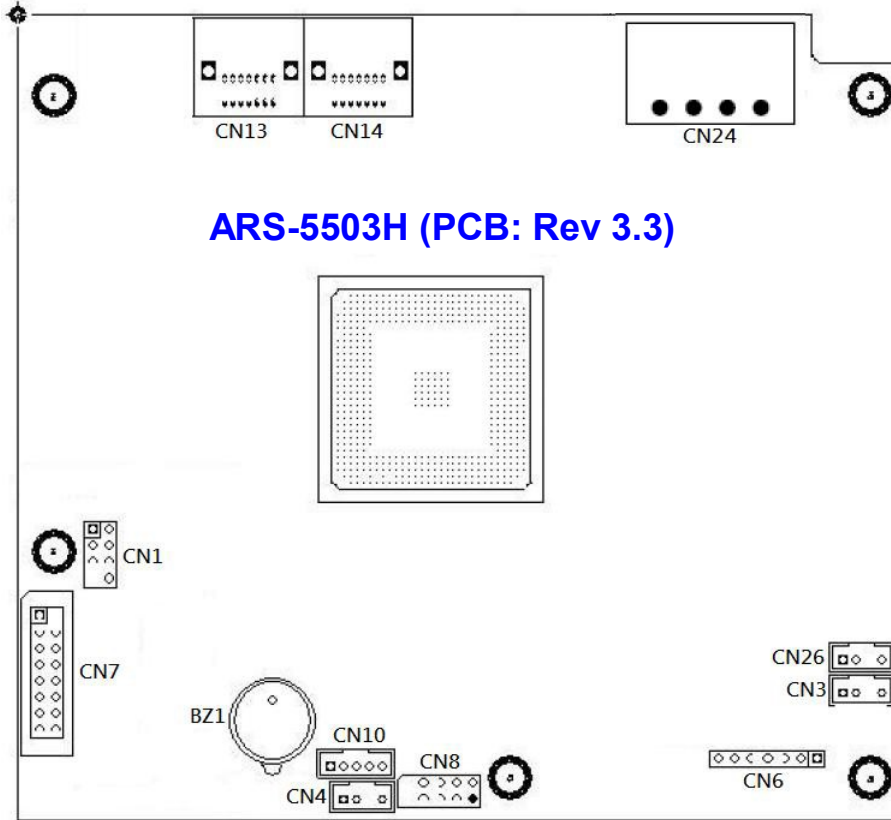 CN13
CN14
CN24
ARS-5503H (PCB: Rev 3.3)
CN1
CN7
CN26
CN3
BZ1
CN10
CN8
CN6
CN4